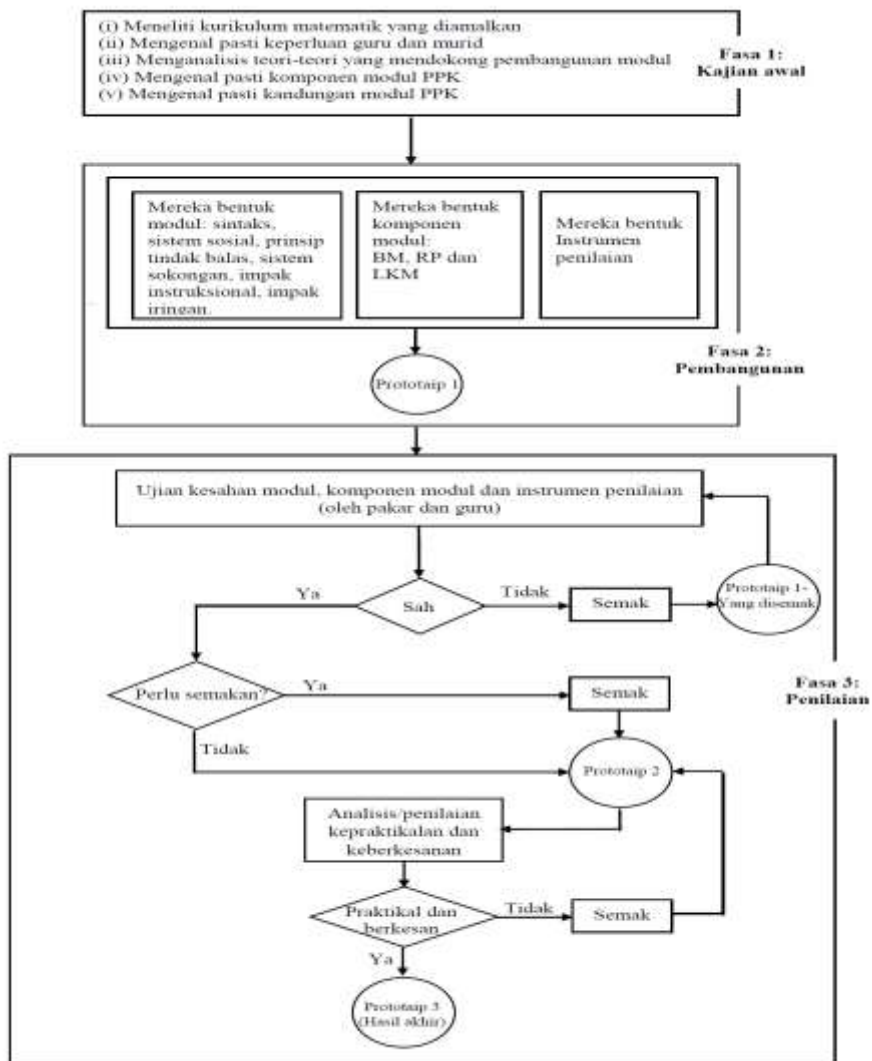 (i) Meneliti kurikulum matematik yang diamalkan
(ii) Mengenal pasti keperluan guru dan murid
(iii) Menganalisis teori-teori yang mendokong pembangunan modul
(iv) Mengenal pasti komponen modul PPK
(v) Mengenal pasti kandungan modul PPK
Fasa 1:
Kajian awal
Mereka bentuk
modul: sintaks,
sistem sosial, prinsip
tindak balas, sistem
sokongan, impak
instruksional, impak
iringan.
Mereka bentuk
komponen
modul:
BM, RP dan
LKM
Mereka bentuk
Instrumen
penilaian
Fasa 2:
Pembangunan
Prototaip 1
Ujian kesahan modul, komponen modul dan instrumen penilaian
(oleh pakar dan guru)
Ya
Sah
Tidak
Semak
Prototaip 1-
Yang disemak
Fasa 3:
Penilaian
Perlu semakan?
Ya
Semak
Tidak
Prototaip 2
Analisis/penilaian
kepraktikalan dan
keberkesanan
Praktikal dan
berkesan
Tidak
Semak
Ya
Prototaip 3
(Hasil akhir)